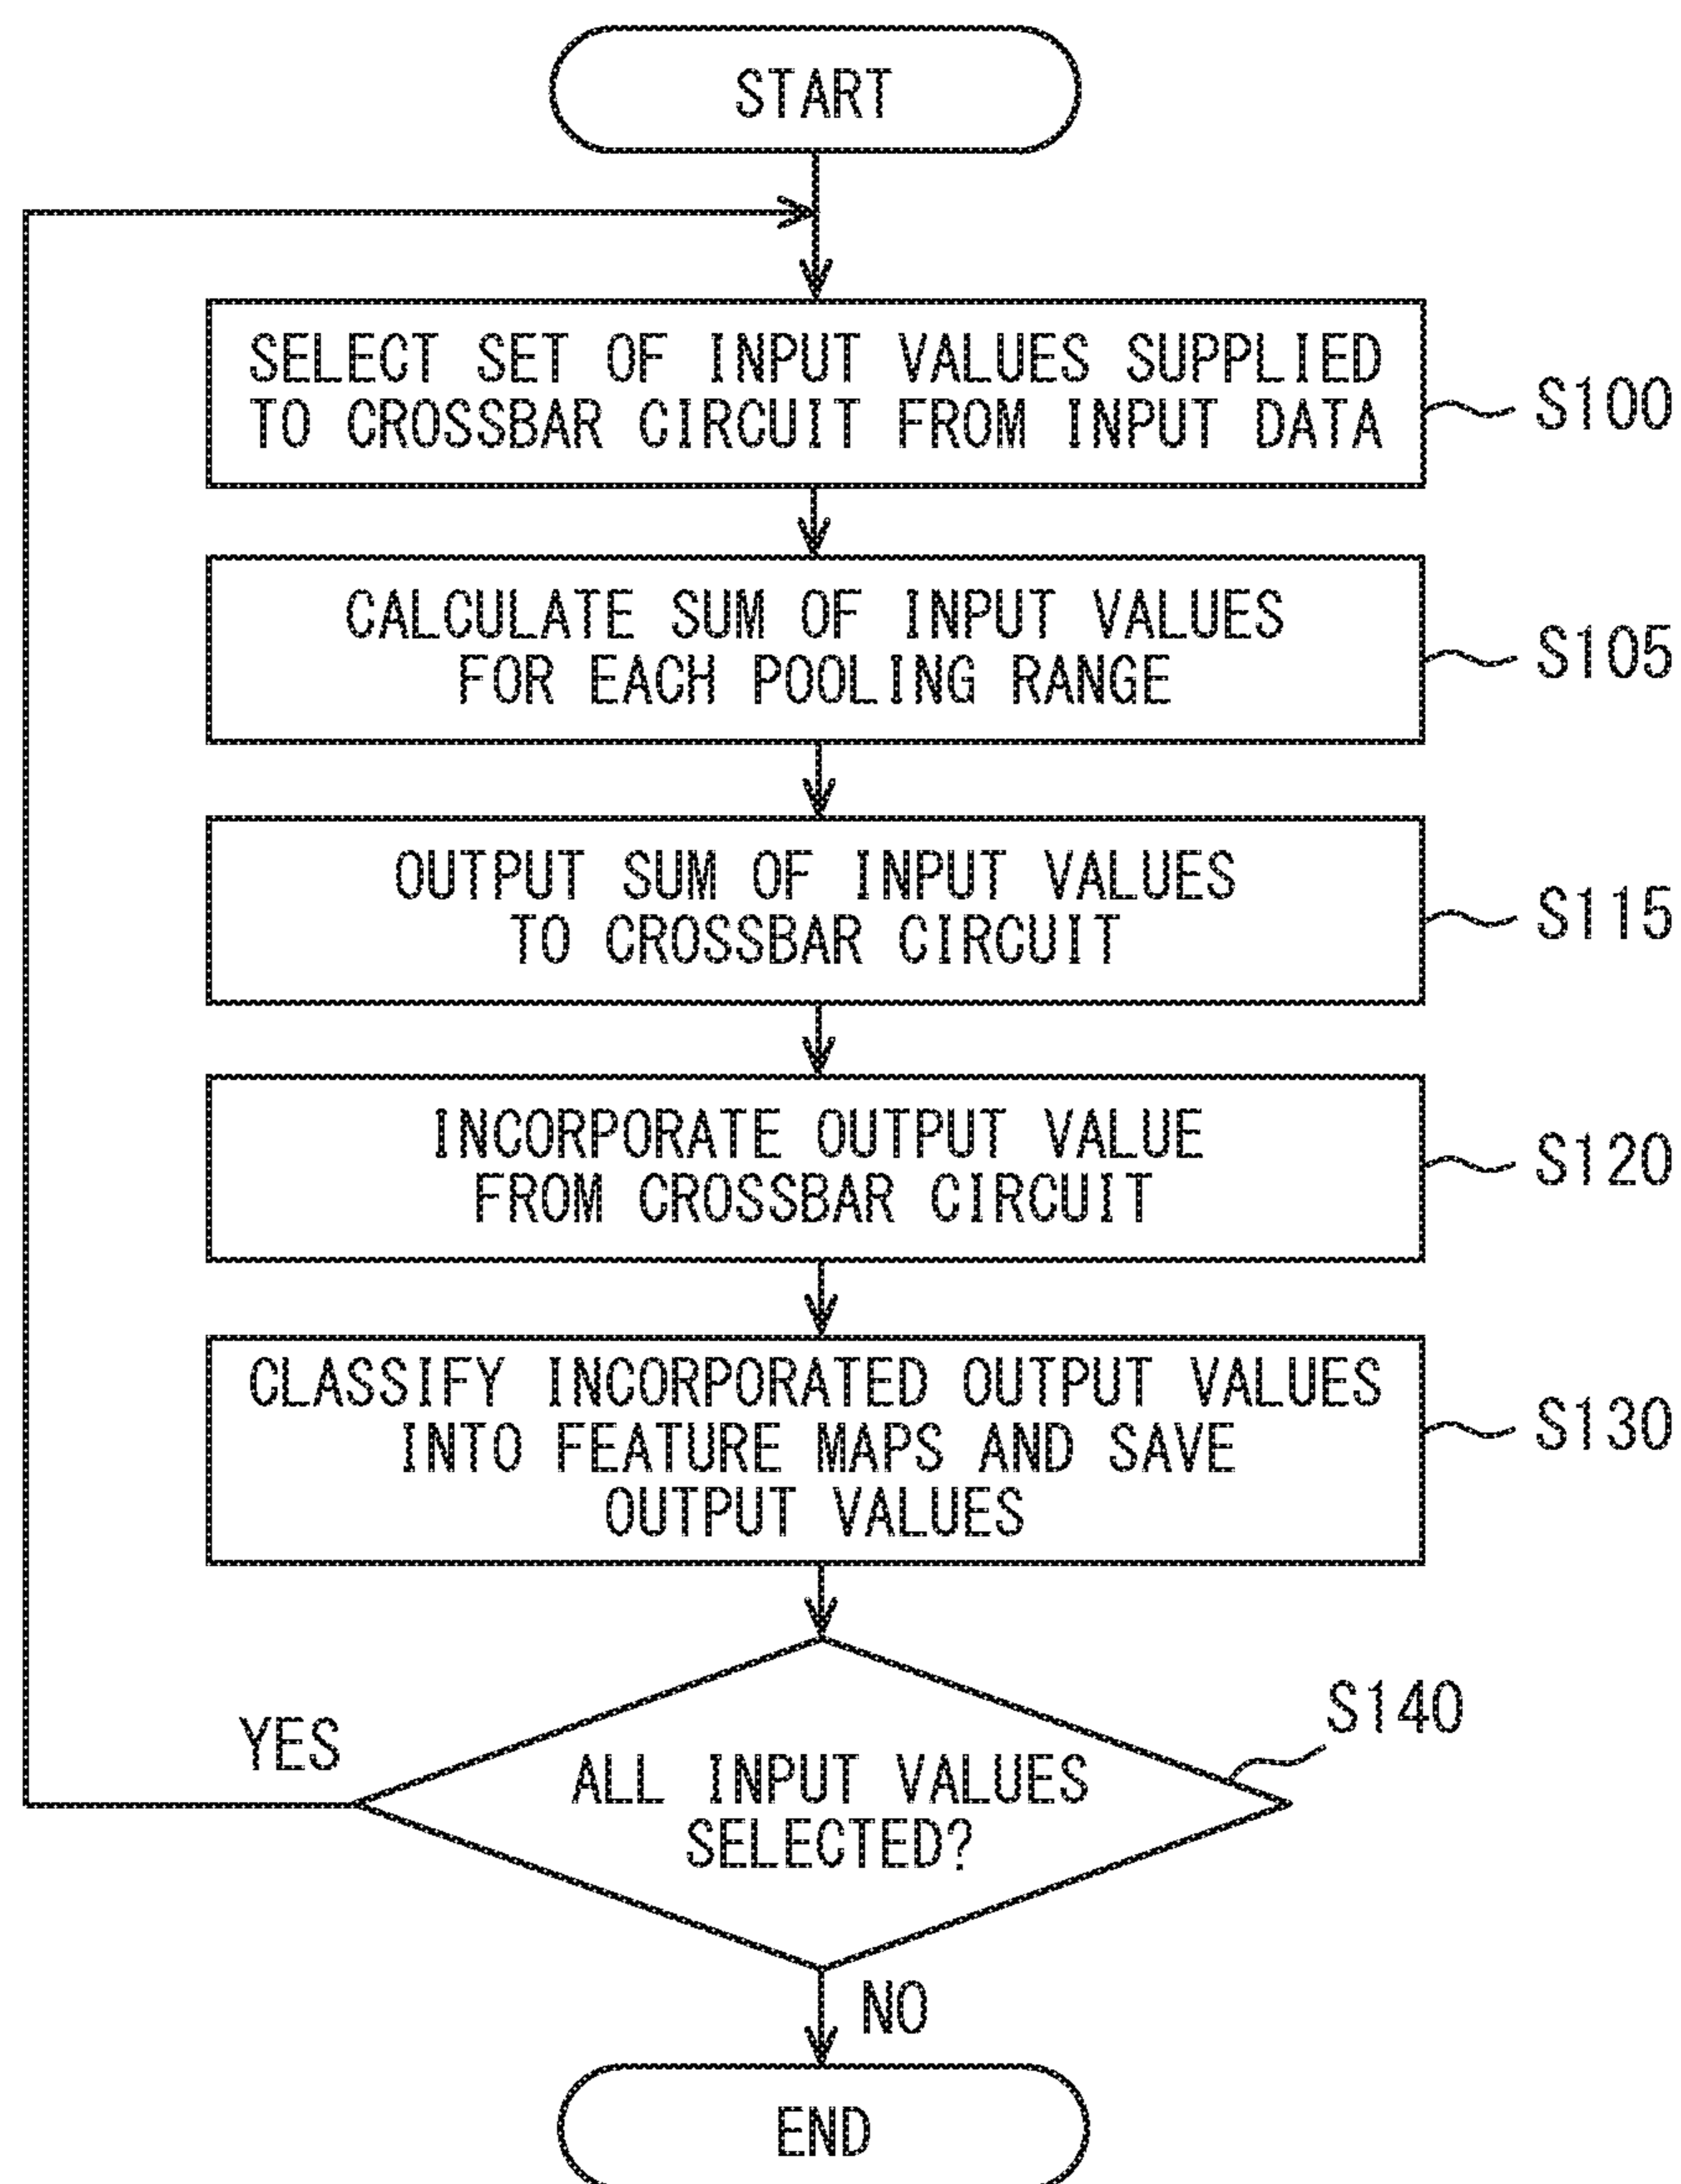 START
SELECT SET OF INPUT VALUES SUPPLIED
TO CROSSBAR CIRCUIT FROM INPUT DATA
S100
CALCULATE SUM OF INPUT VALUES
FOR EACH POOLING RANGE
S105
OUTPUT SUM OF INPUT VALUES
TO CROSSBAR CIRCUIT
S115
INCORPORATE OUTPUT VALUE
FROM CROSSBAR CIRCUIT
S120
CLASSIFY INCORPORATED OUTPUT VALUES
INTO FEATURE MAPS AND SAVE
OUTPUT VALUES
S130
S140
YES
ALL INPUT VALUES
SELECTED?
NO
END